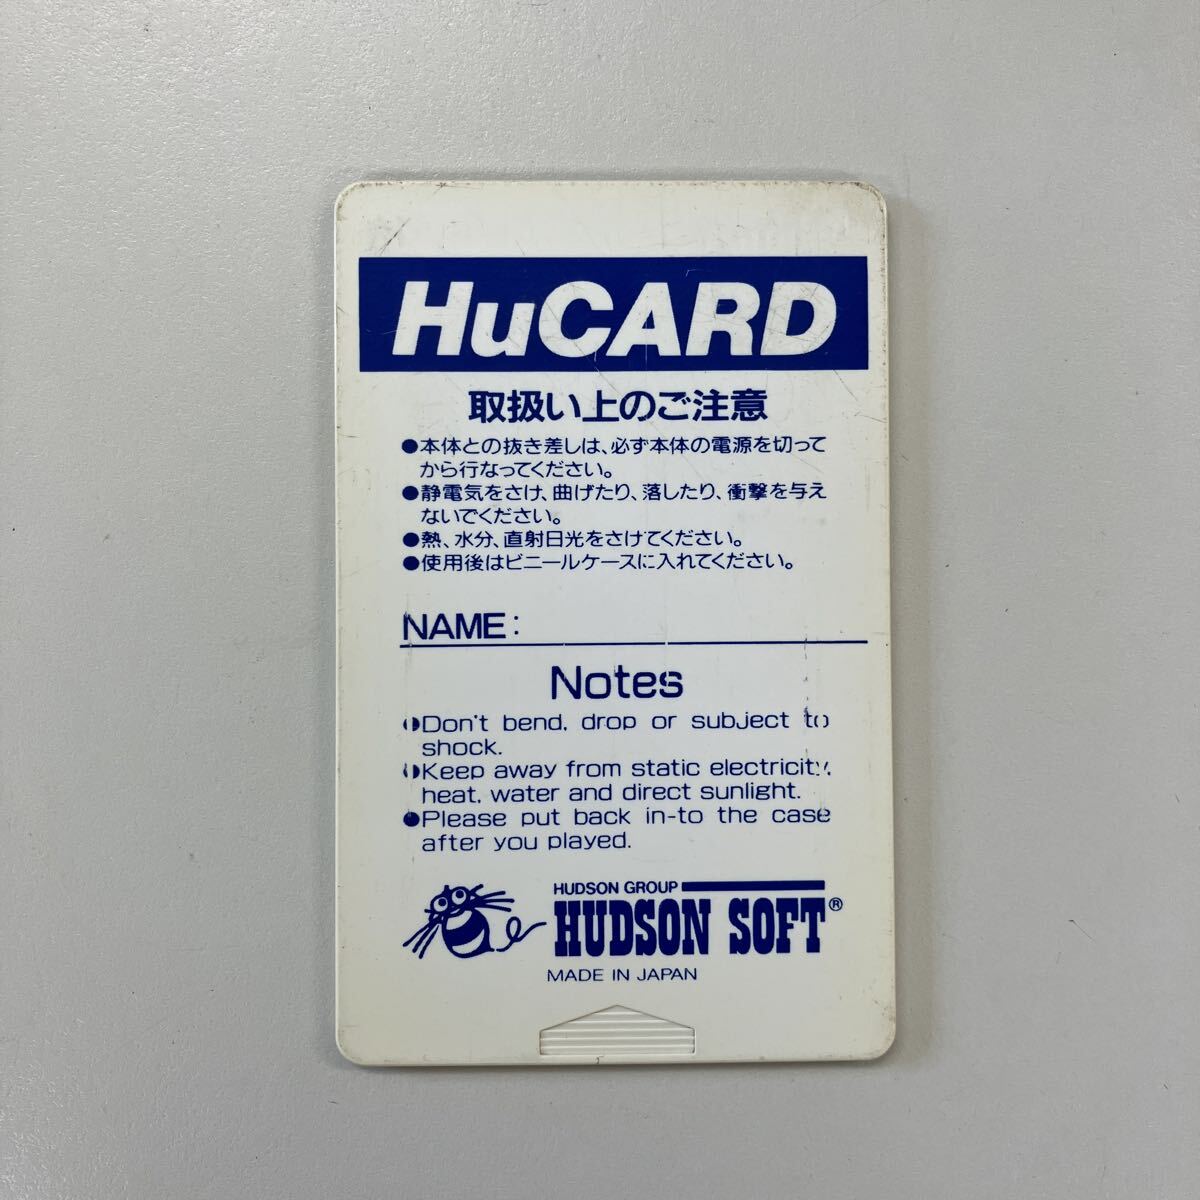 HuCARD
取扱い上のご注意
●本体との抜き差しは、必ず本体の電源を切って
から行なってください。
●静電気をさけ、曲げたり、落したり、衝撃を与え
ないでください。
●熱、水分、直射日光をさけてください。
●使用後はビニールケースに入れてください。
NAME:
Notes
●Don't bend, drop or subject to
shock.
●Keep away from static electricity,
heat, water and direct sunlight.
●Please put back in-to the case
after you played.
HUDSON GROUP
HUDSON SOFT®
MADE IN JAPAN